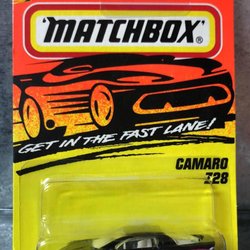 'MATCHBOX'®
GET IN THE FAST LANE!
CAMARO
Z28